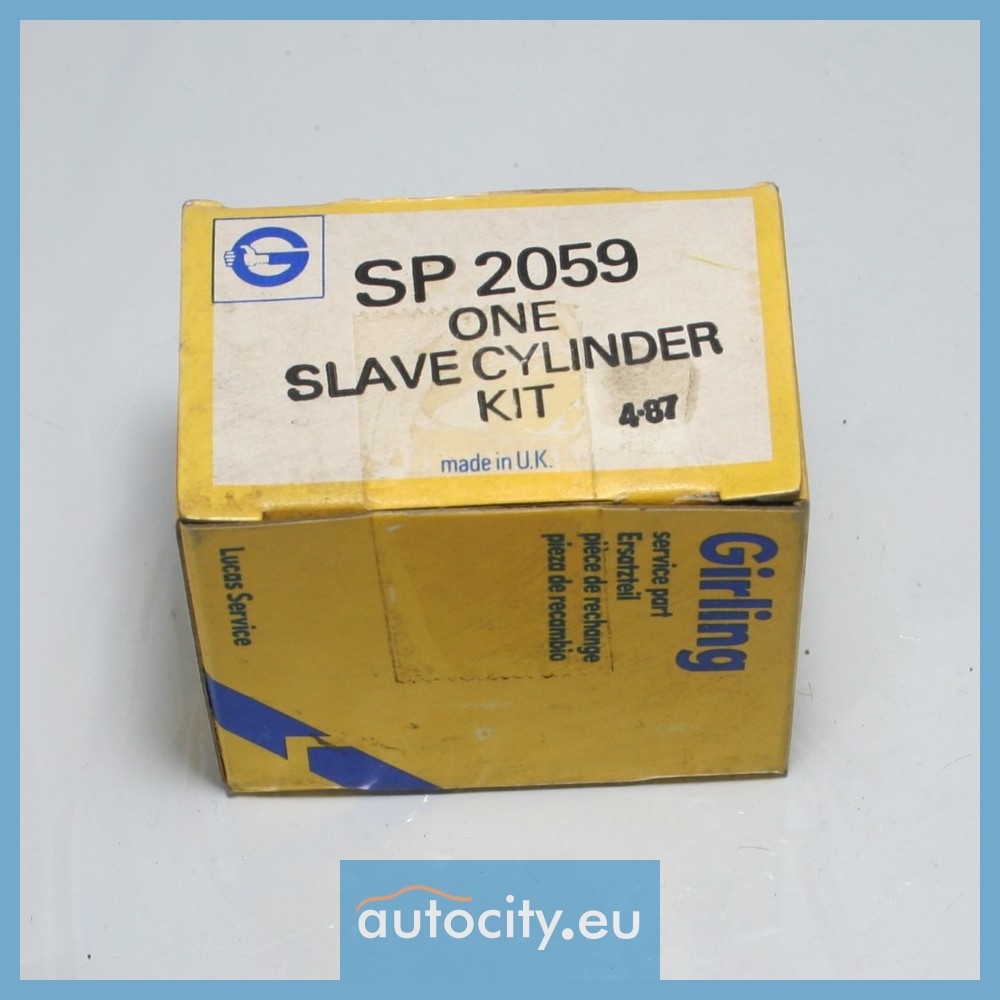 G
SP 2059
ONE
SLAVE CYLINDER
KIT
4·87
made in U.K.
Girling
service part
Ersatzteil
pièce de rechange
pieza de recambio
Lucas Service
autocity.eu